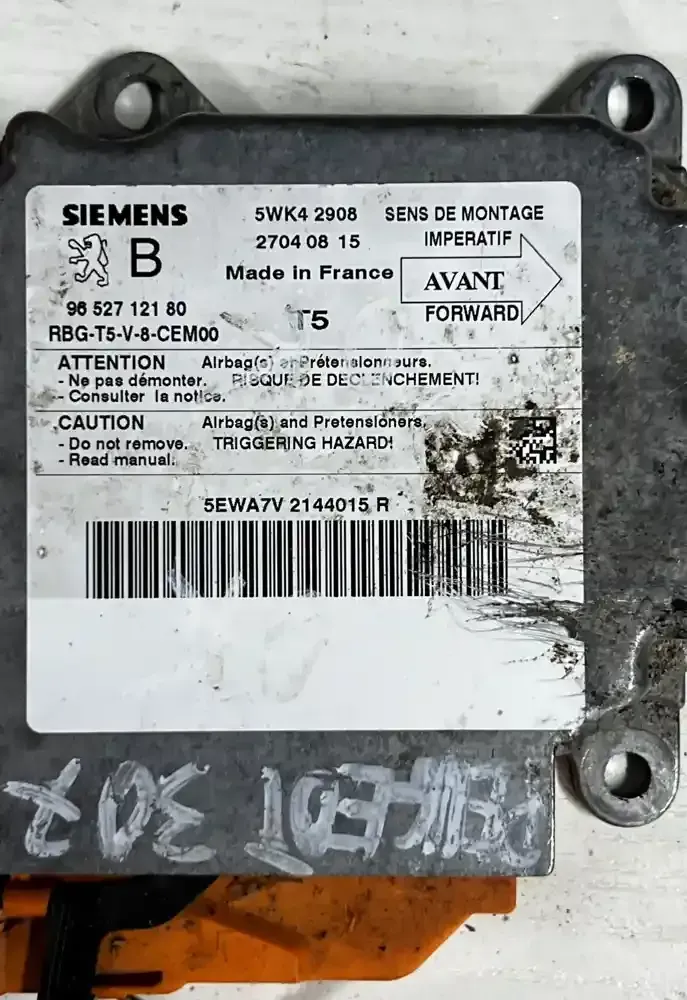 SIEMENS 5WK4 2908 SENS DE MONTAGE
B 2704 08 15 IMPERATIF
Made in France AVANT
96 527 121 80 T5 FORWARD
RBG-T5-V-8-CEM00
ATTENTION Airbag(s) et Prétensionneurs.
- Ne pas démonter. RISQUE DE DECLENCHEMENT!
- Consulter la notice.
CAUTION Airbag(s) and Pretensioners.
- Do not remove. TRIGGERING HAZARD!
- Read manual.
5EWA7V 2144015 R
307